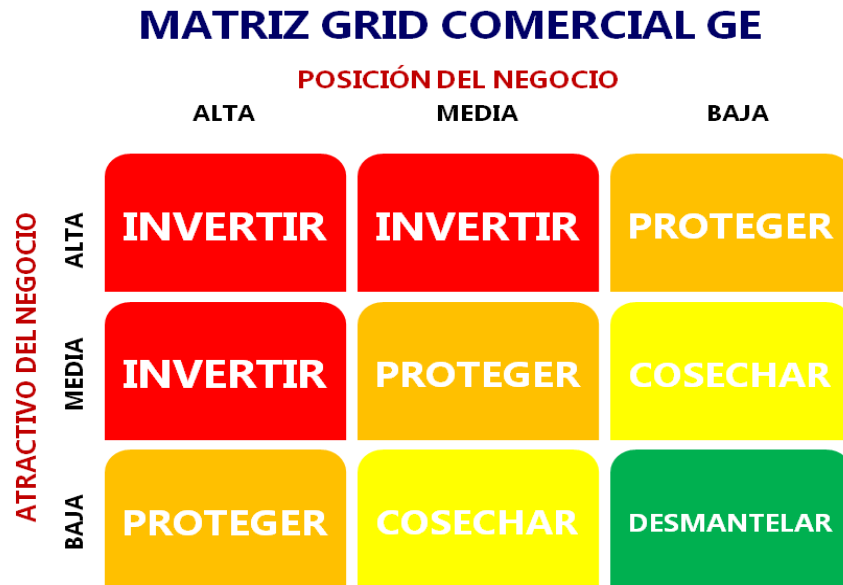 MATRIZ GRID COMERCIAL GE
POSICIÓN DEL NEGOCIO
ALTA MEDIA BAJA
ATRACTIVO DEL NEGOCIO
ALTA
INVERTIR INVERTIR PROTEGER
MEDIA
INVERTIR PROTEGER COSECHAR
BAJA
PROTEGER COSECHAR DESMANTELAR